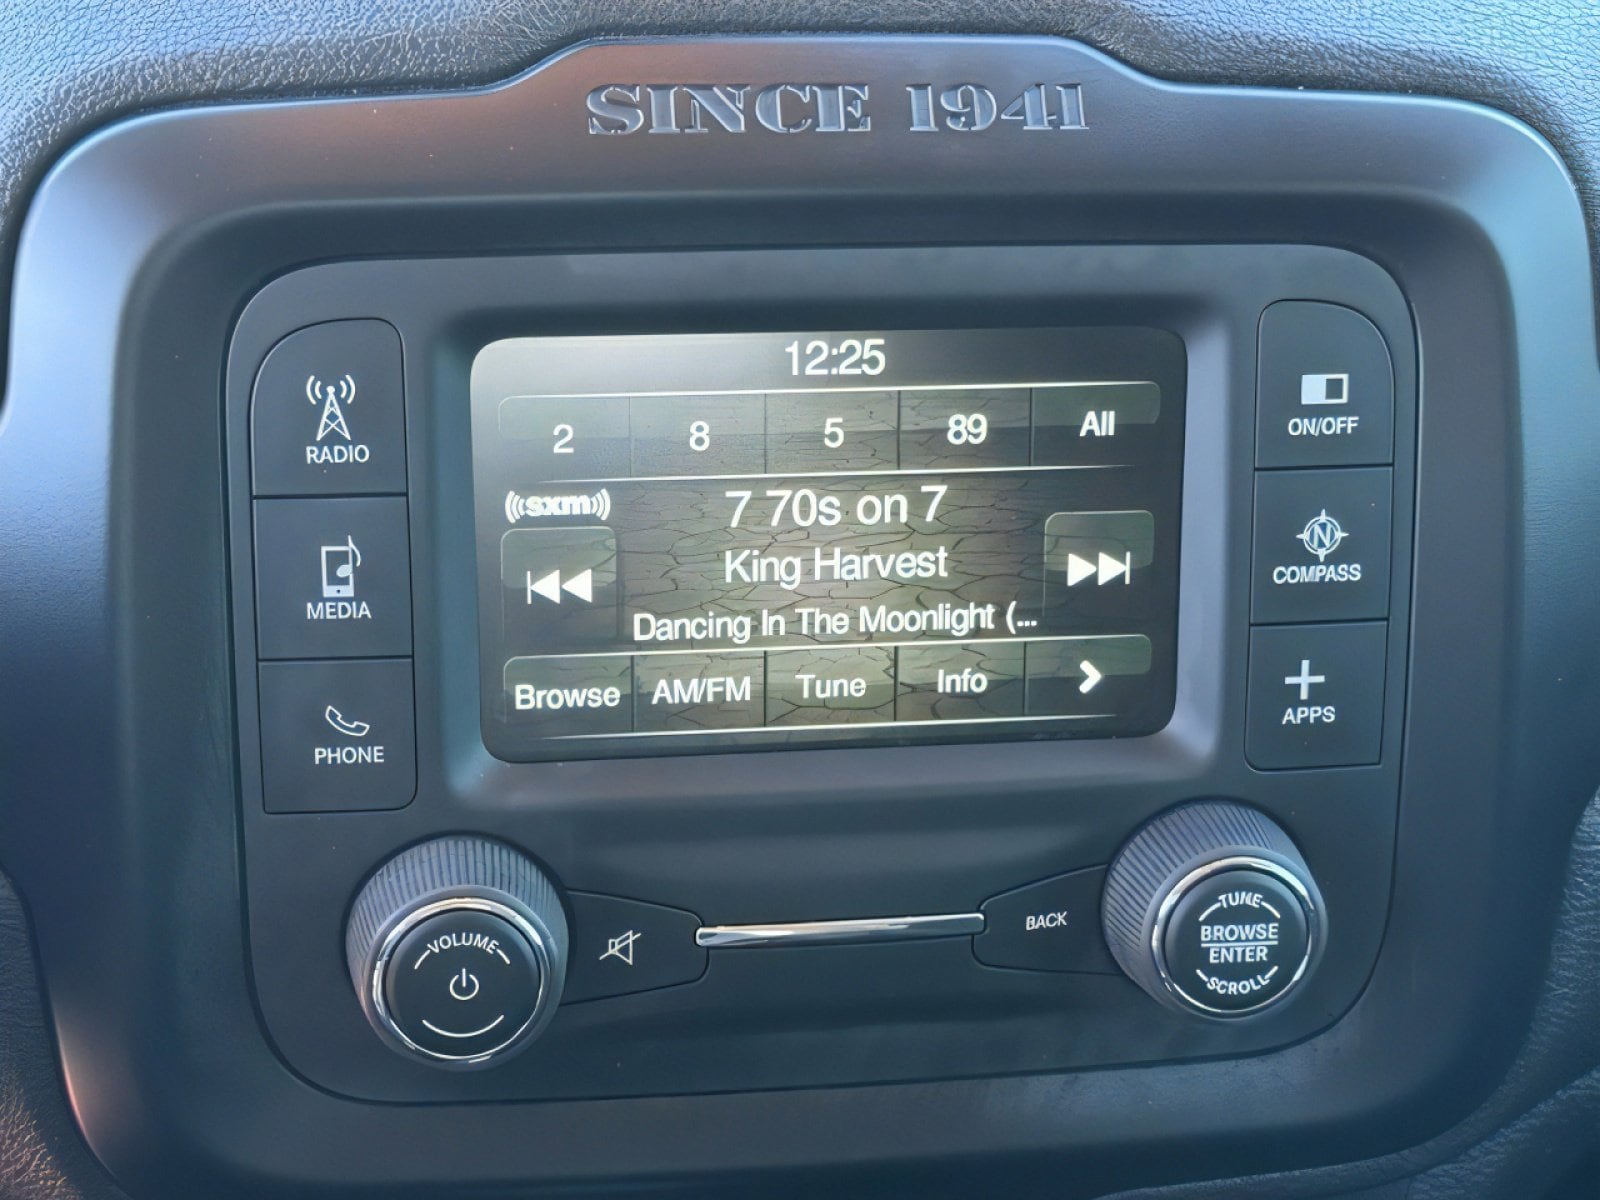 SINCE 1941
12:25
2 8 5 89 All
sxm
7 70s on 7
King Harvest
Dancing In The Moonlight (...
Browse AM/FM Tune Info
RADIO
MEDIA
PHONE
ON/OFF
N
COMPASS
APPS
VOLUME
BACK
TUNE
BROWSE
ENTER
SCROLL